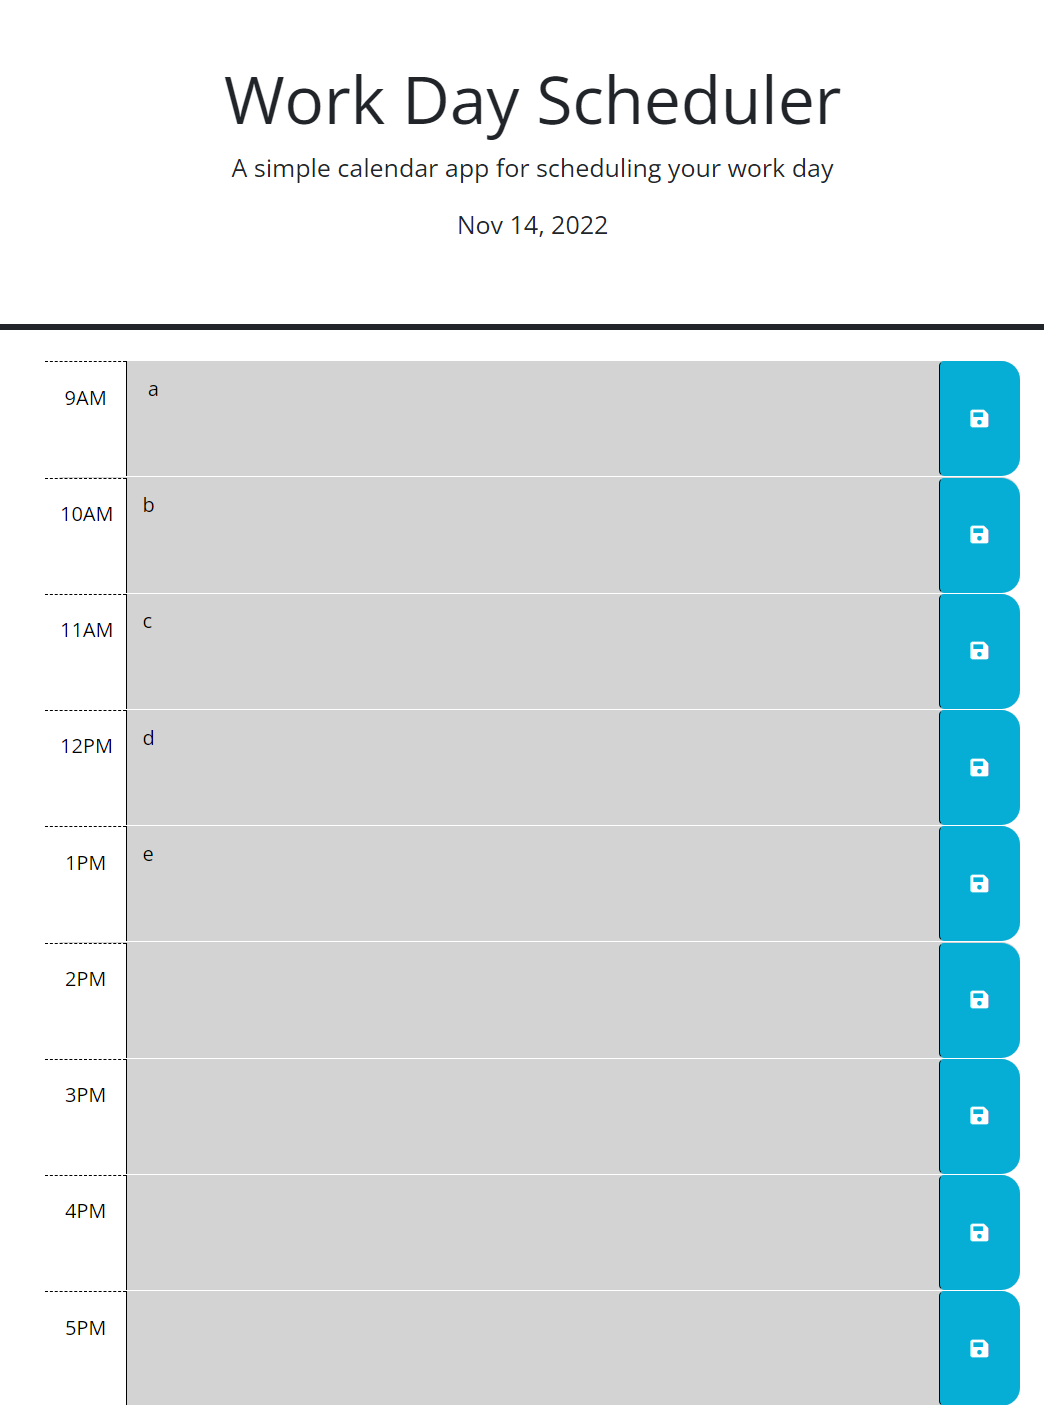 Work Day Scheduler
A simple calendar app for scheduling your work day
Nov 14, 2022
9AM a
10AM b
11AM c
12PM d
1PM e
2PM
3PM
4PM
5PM